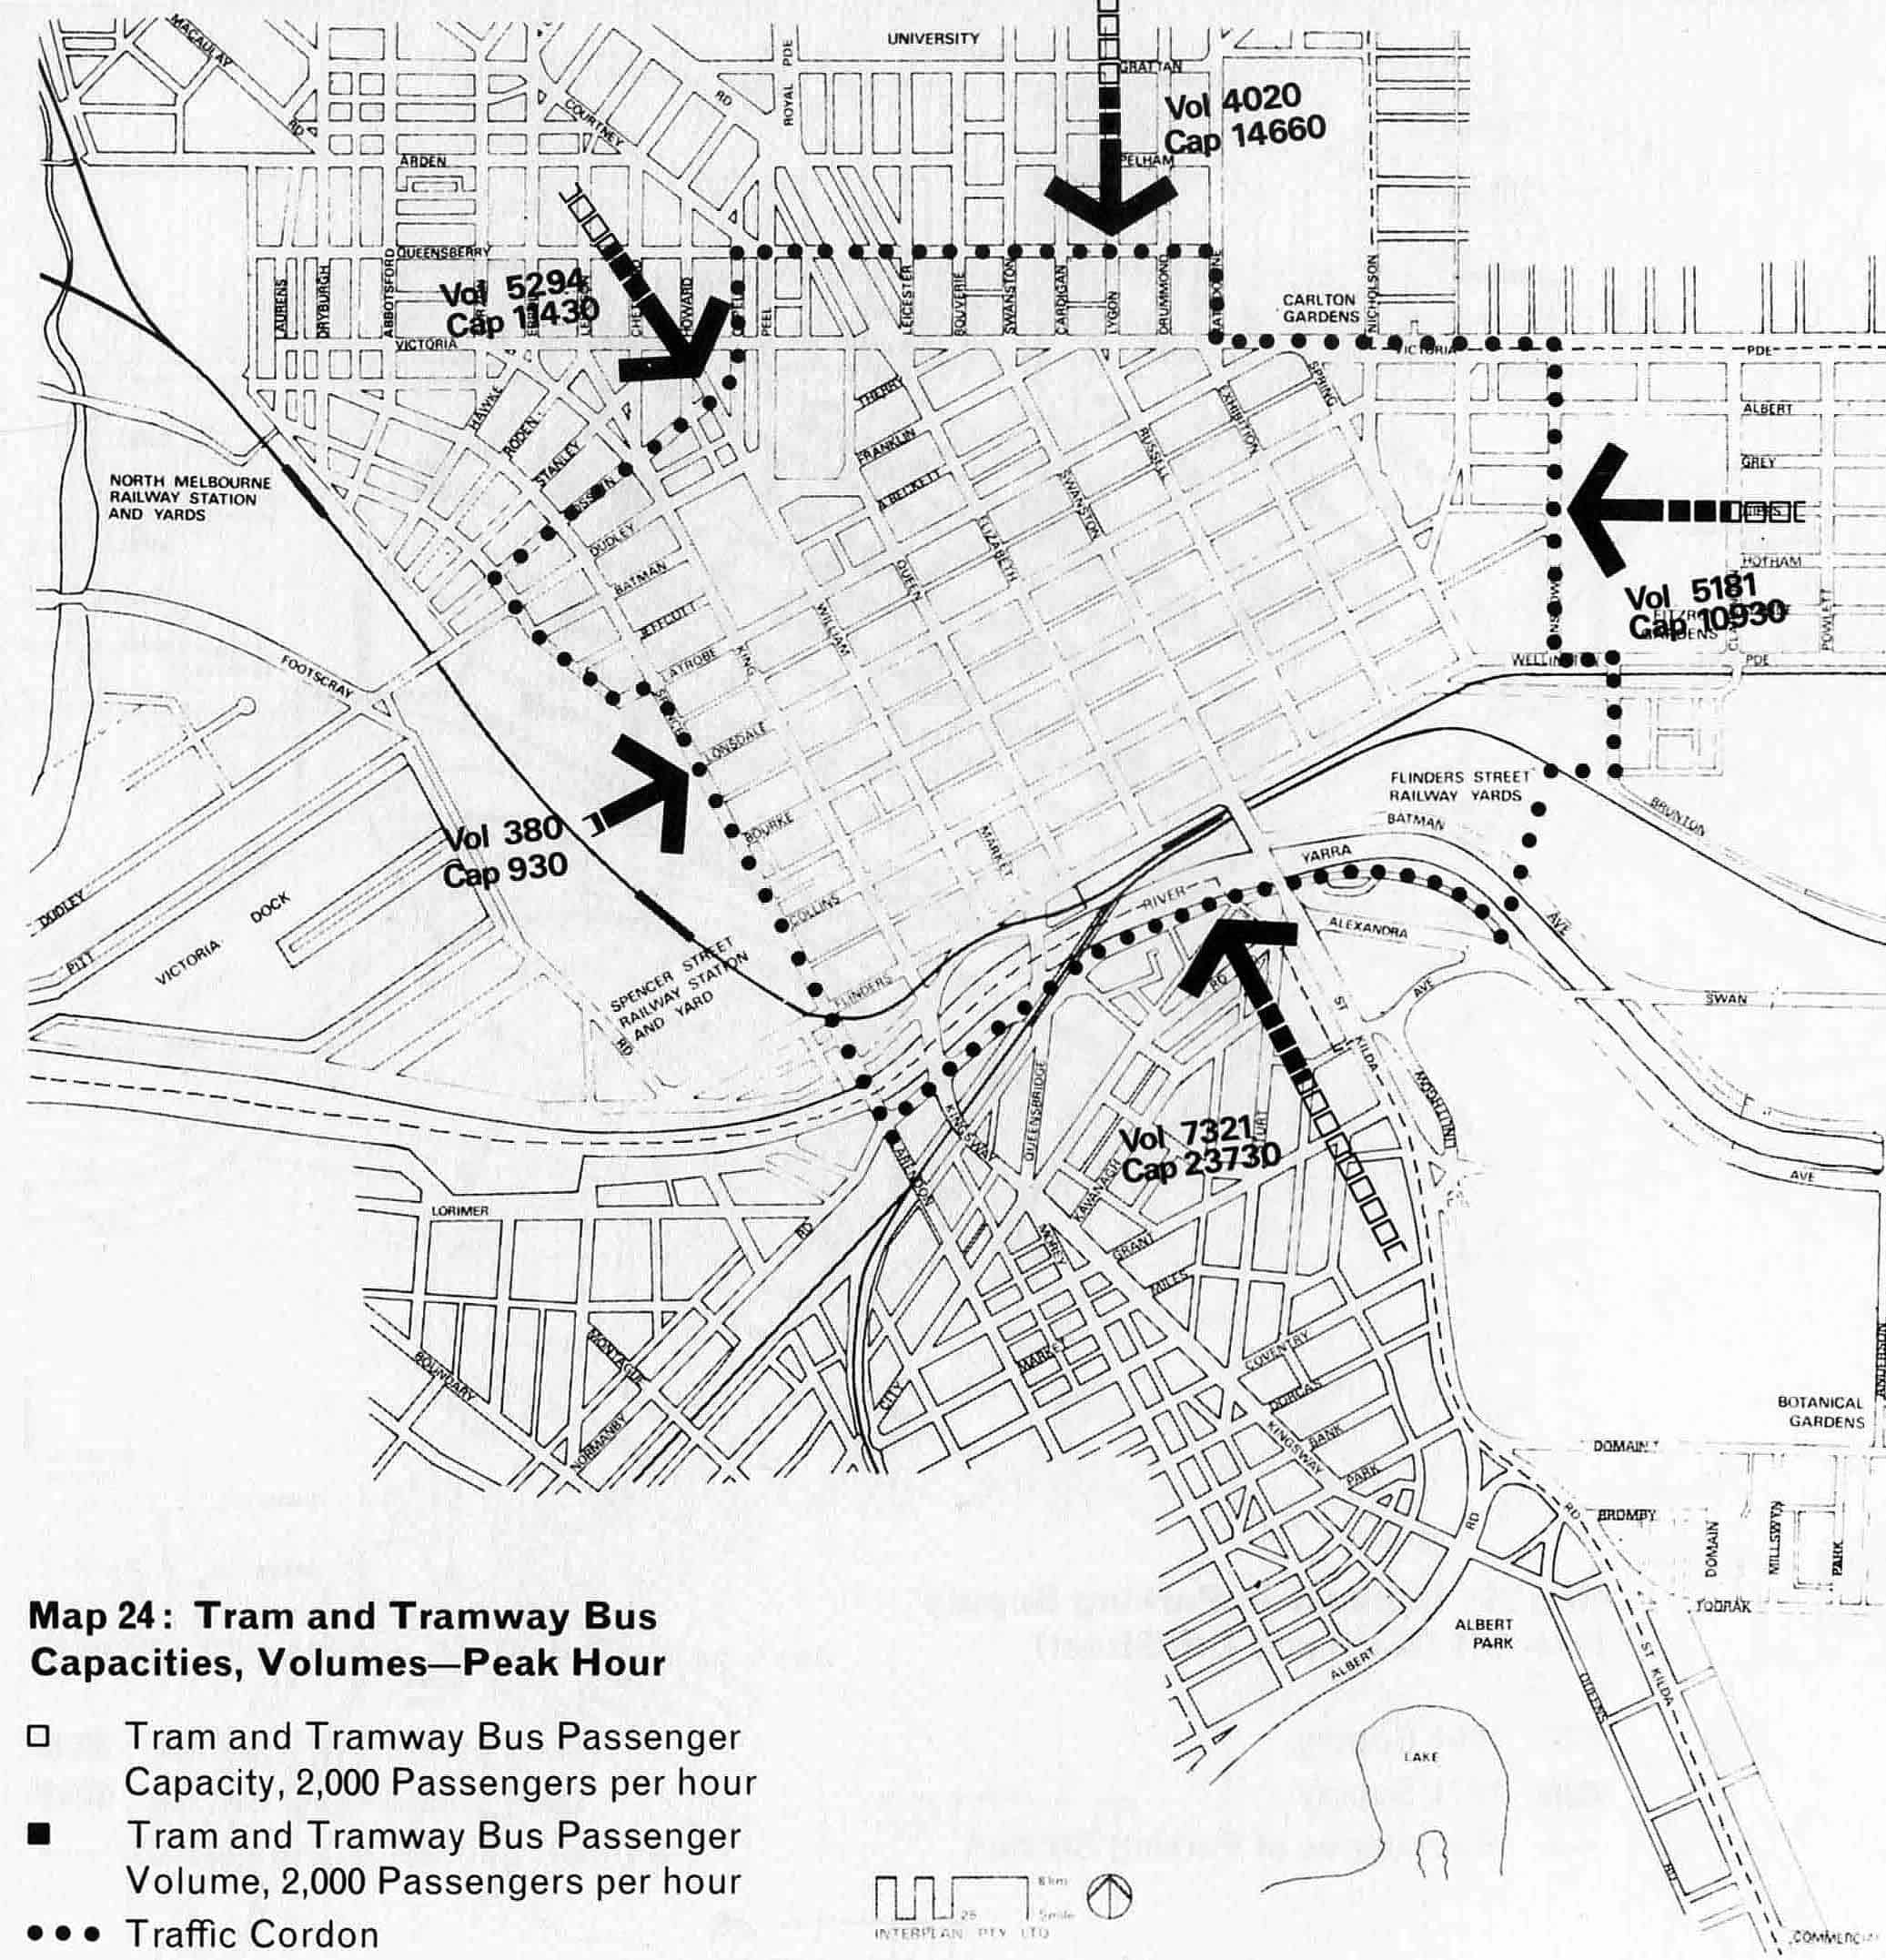 MACAULAY
RD
COURTNEY
RD
ROYAL PDE
UNIVERSITY
GRATTAN
Vol 4020
Cap 14660
PELHAM
ARDEN
QUEENSBERRY
Vol 5294
Cap 11430
LAURENS
DRYBURGH
ABBOTSFORD
HOWARD
PEEL
LEICESTER
BOUVERIE
SWANSTON
CARDIGAN
LYGON
DRUMMOND
CARLTON
GARDENS
NICHOLSON
VICTORIA
VICTORIA
PDE
HAWKE
RODEN
STANLEY
DUDLEY
BATMAN
JEFFCOTT
THERRY
FRANKLIN
A'BECKETT
SPRING
EXHIBITION
RUSSELL
SWANSTON
ELIZABETH
QUEEN
WILLIAM
KING
ALBERT
GREY
HOTHAM
POWLETT
Vol 5181
Cap 10930
GARDENS
WELLINGTON
PDE
NORTH MELBOURNE
RAILWAY STATION
AND YARDS
FOOTSCRAY
RD
LATROBE
SPENCER
LONSDALE
BOURKE
COLLINS
FLINDERS
MARKET
Vol 380
Cap 930
DUDLEY
PITT
VICTORIA
DOCK
SPENCER STREET
RAILWAY STATION
AND YARD
FLINDERS STREET
RAILWAY YARDS
BATMAN
AVE
BRUNTON
YARRA
RIVER
ALEXANDRA
AVE
SWAN
AVE
ST
KILDA
RD
LINLITHGOW
QUEENSBRIDGE
KINGSWAY
CLARENDON
Vol 7321
Cap 23730
STURT
KAVANAGH
GRANT
MILES
MORAY
LORIMER
RD
BOUNDARY
MONTAGUE
NORMANBY
CITY
MARKET
COVENTRY
DORCAS
BANK
PARK
KINGSWAY
ANDERSON
BOTANICAL
GARDENS
DOMAIN
RD
RD
BROMBY
DOMAIN
MILLSWYN
PARK
TOORAK
ALBERT
PARK
ALBERT
ST KILDA
QUEENS
RD
LAKE
COMMERCIAL
Map 24: Tram and Tramway Bus
Capacities, Volumes—Peak Hour
Tram and Tramway Bus Passenger
Capacity, 2,000 Passengers per hour
Tram and Tramway Bus Passenger
Volume, 2,000 Passengers per hour
Traffic Cordon
INTERPLAN PTY LTD